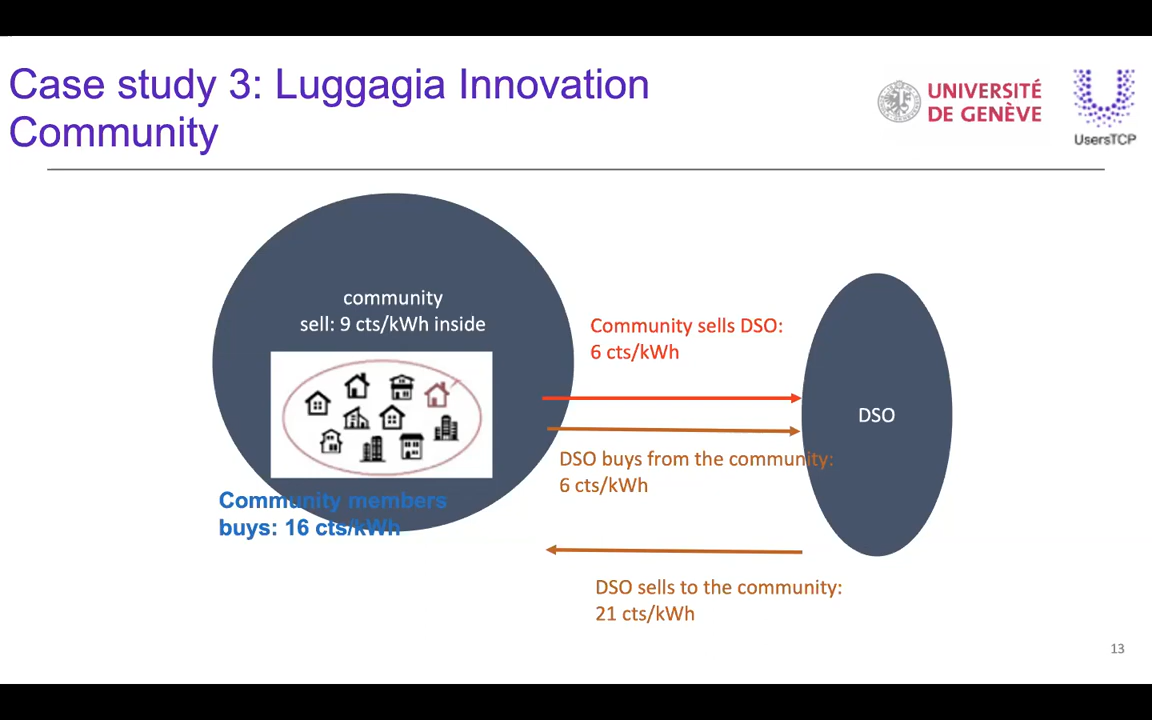 Case study 3: Luggagia Innovation
Community
UNIVERSITÉ
DE GENÈVE
UsersTCP
community
sell: 9 cts/kWh inside
Community sells DSO:
6 cts/kWh
DSO
DSO buys from the community:
6 cts/kWh
Community members
buys: 16 cts/kWh
DSO sells to the community:
21 cts/kWh
13